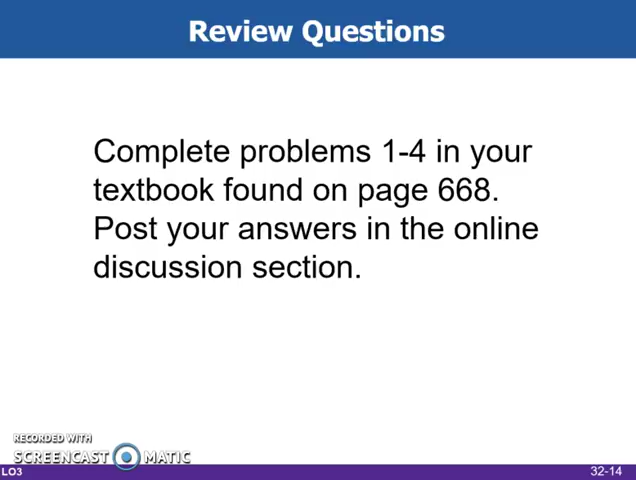 Review Questions
Complete problems 1-4 in your
textbook found on page 668.
Post your answers in the online
discussion section.
RECORDED WITH
SCREENCAST MATIC
LO3
32-14